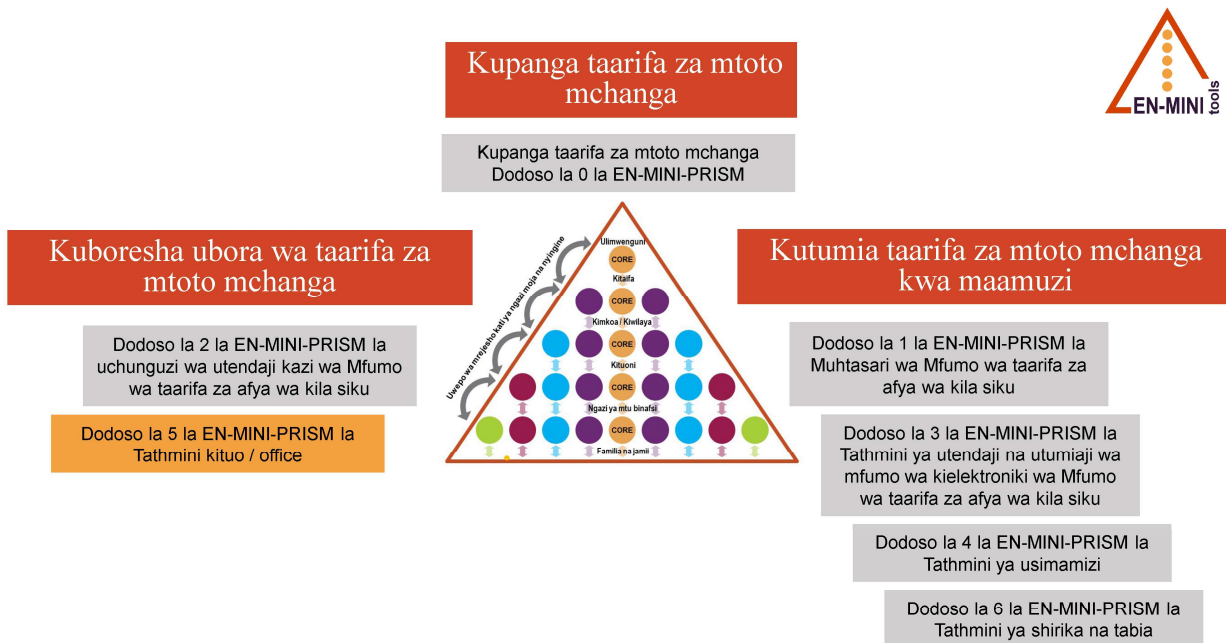 Kupanga taarifa za mtoto
mchanga
EN-MINI
tools
Kupanga taarifa za mtoto mchanga
Dodoso la 0 la EN-MINI-PRISM
Kuboresha ubora wa taarifa za
mtoto mchanga
Dodoso la 2 la EN-MINI-PRISM la
uchunguzi wa utendaji kazi wa Mfumo
wa taarifa za afya wa kila siku
Dodoso la 5 la EN-MINI-PRISM la
Tathmini kituo / office
Uwepo wa mrejesho kati ya ngazi moja na nyingine
Ulimwenguni
CORE
Kitaifa
CORE
Kimkoa / Kiwilaya
CORE
Kituoni
CORE
Ngazi ya mtu binafsi
CORE
Familia na jamii
Kutumia taarifa za mtoto mchanga
kwa maamuzi
Dodoso la 1 la EN-MINI-PRISM la
Muhtasari wa Mfumo wa taarifa za
afya wa kila siku
Dodoso la 3 la EN-MINI-PRISM la
Tathmini ya utendaji na utumiaji wa
mfumo wa kielektroniki wa Mfumo
wa taarifa za afya wa kila siku
Dodoso la 4 la EN-MINI-PRISM la
Tathmini ya usimamizi
Dodoso la 6 la EN-MINI-PRISM la
Tathmini ya shirika na tabia